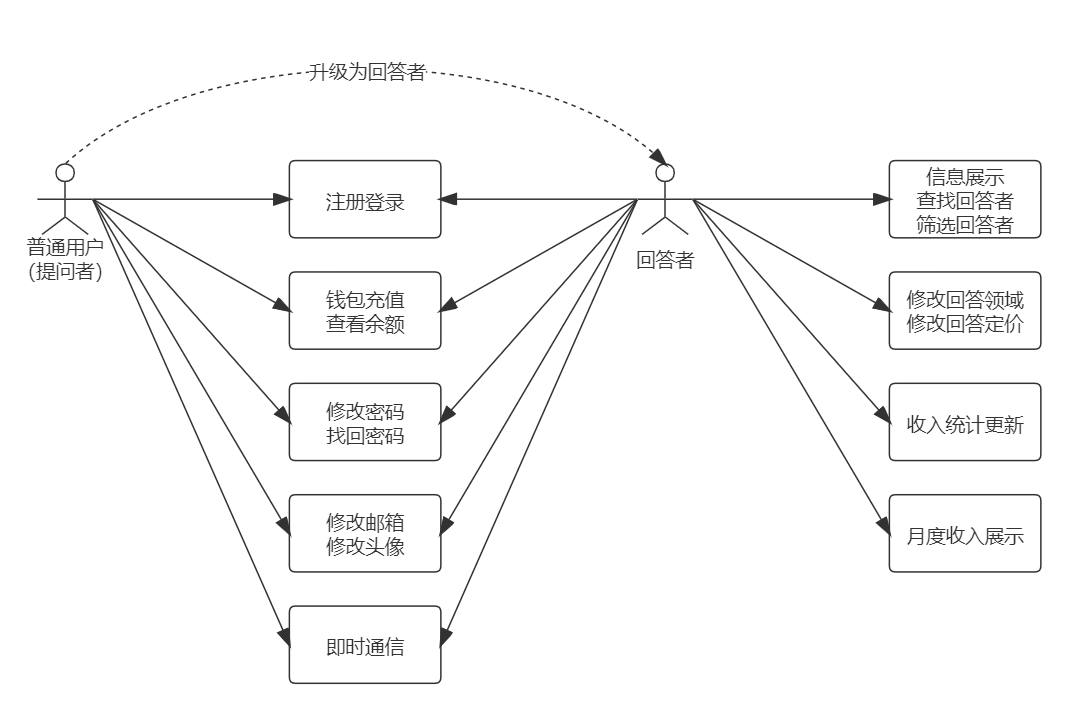 升级为回答者
普通用户
(提问者)
回答者
注册登录
钱包充值
查看余额
修改密码
找回密码
修改邮箱
修改头像
即时通信
信息展示
查找回答者
筛选回答者
修改回答领域
修改回答定价
收入统计更新
月度收入展示